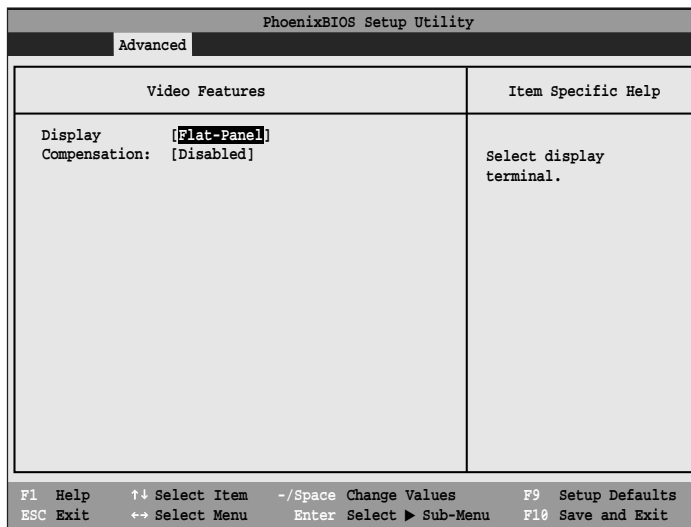 PhoenixBIOS Setup Utility
Advanced
Video Features
Item Specific Help
Display [Flat-Panel]
Compensation: [Disabled]
Select display
terminal.
F1 Help ↑↓ Select Item -/Space Change Values F9 Setup Defaults
ESC Exit ←→ Select Menu Enter Select ▶ Sub-Menu F10 Save and Exit